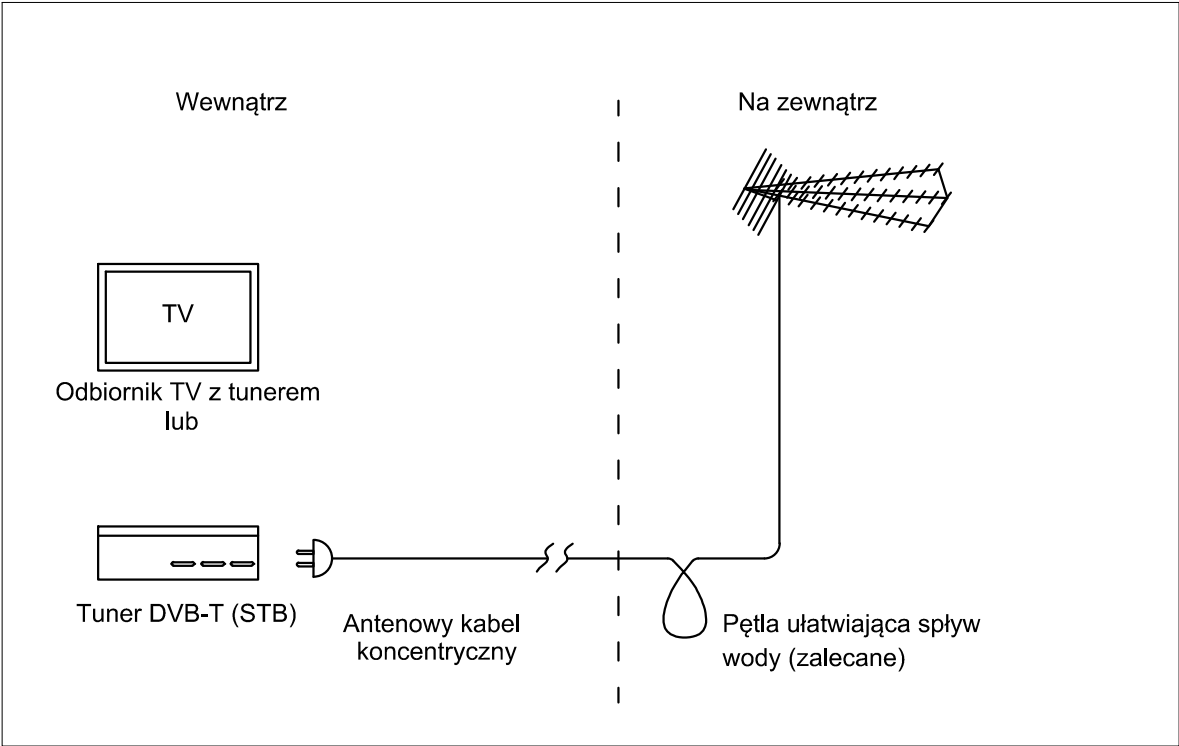 Wewnątrz
Na zewnątrz
TV
Odbiornik TV z tunerem
lub
Tuner DVB-T (STB)
Antenowy kabel
koncentryczny
Pętla ułatwiająca spływ
wody (zalecane)